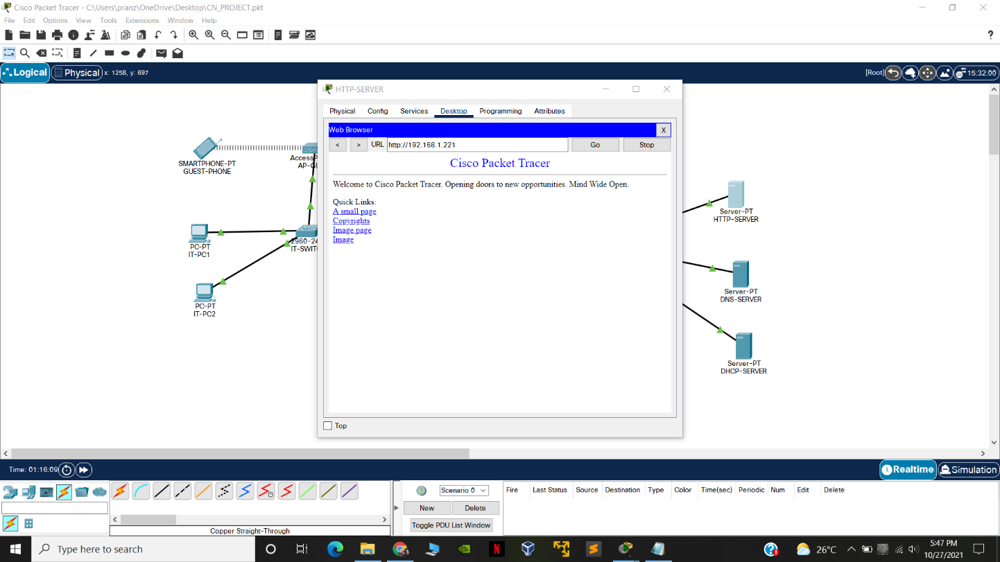 Cisco Packet Tracer - C:\Users\pranz\OneDrive\Desktop\CN_PROJECT.pkt
File Edit Options View Tools Extensions Window Help
?
Logical Physical x: 1258, y: 697 [Root] 15:32:00
HTTP-SERVER
Physical Config Services Desktop Programming Attributes
Web Browser X
< > URL http://192.168.1.221 Go Stop
Cisco Packet Tracer
Welcome to Cisco Packet Tracer. Opening doors to new opportunities. Mind Wide Open.
Quick Links:
A small page
Copyrights
Image page
Image
Top
SMARTPHONE-PT
GUEST-PHONE
AccessP
AP-GU
PC-PT
IT-PC1
2960-24
IT-SWITC
PC-PT
IT-PC2
Server-PT
HTTP-SERVER
Server-PT
DNS-SERVER
Server-PT
DHCP-SERVER
Time: 01:16:09 Realtime Simulation
Scenario 0
New Delete
Toggle PDU List Window
Fire Last Status Source Destination Type Color Time(sec) Periodic Num Edit Delete
Copper Straight-Through
Type here to search
26°C
5:47 PM
10/27/2021